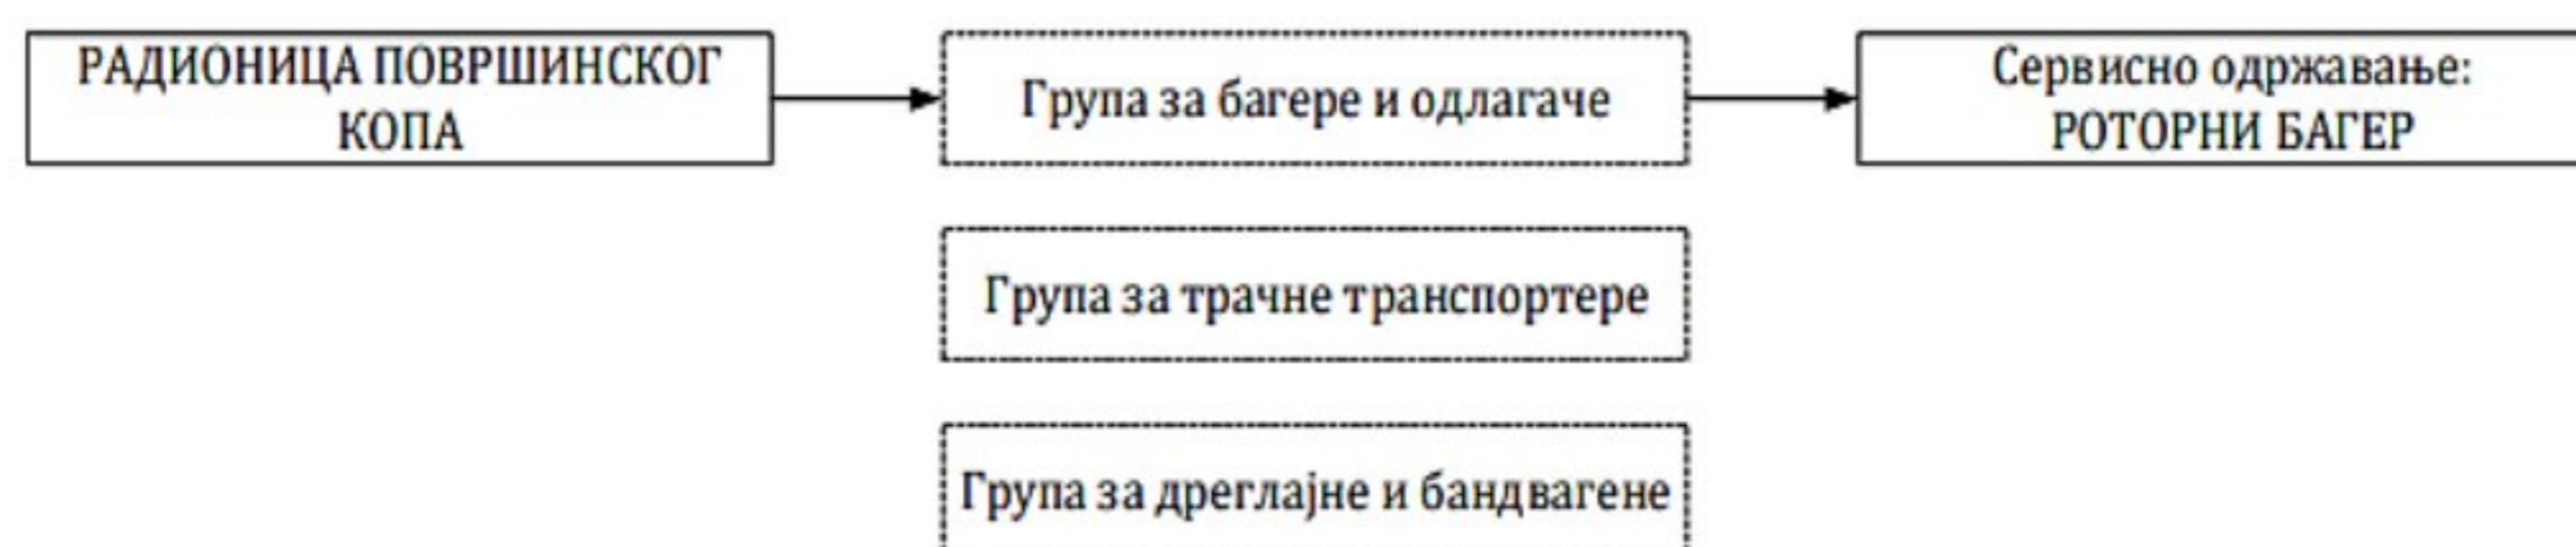 РАДИОНИЦА ПОВРШИНСКОГ
КОПА
Група за багере и одлагаче
Сервисно одржавање:
РОТОРНИ БАГЕР
Група за трачне транспортере
Група за дреглајне и бандвагене